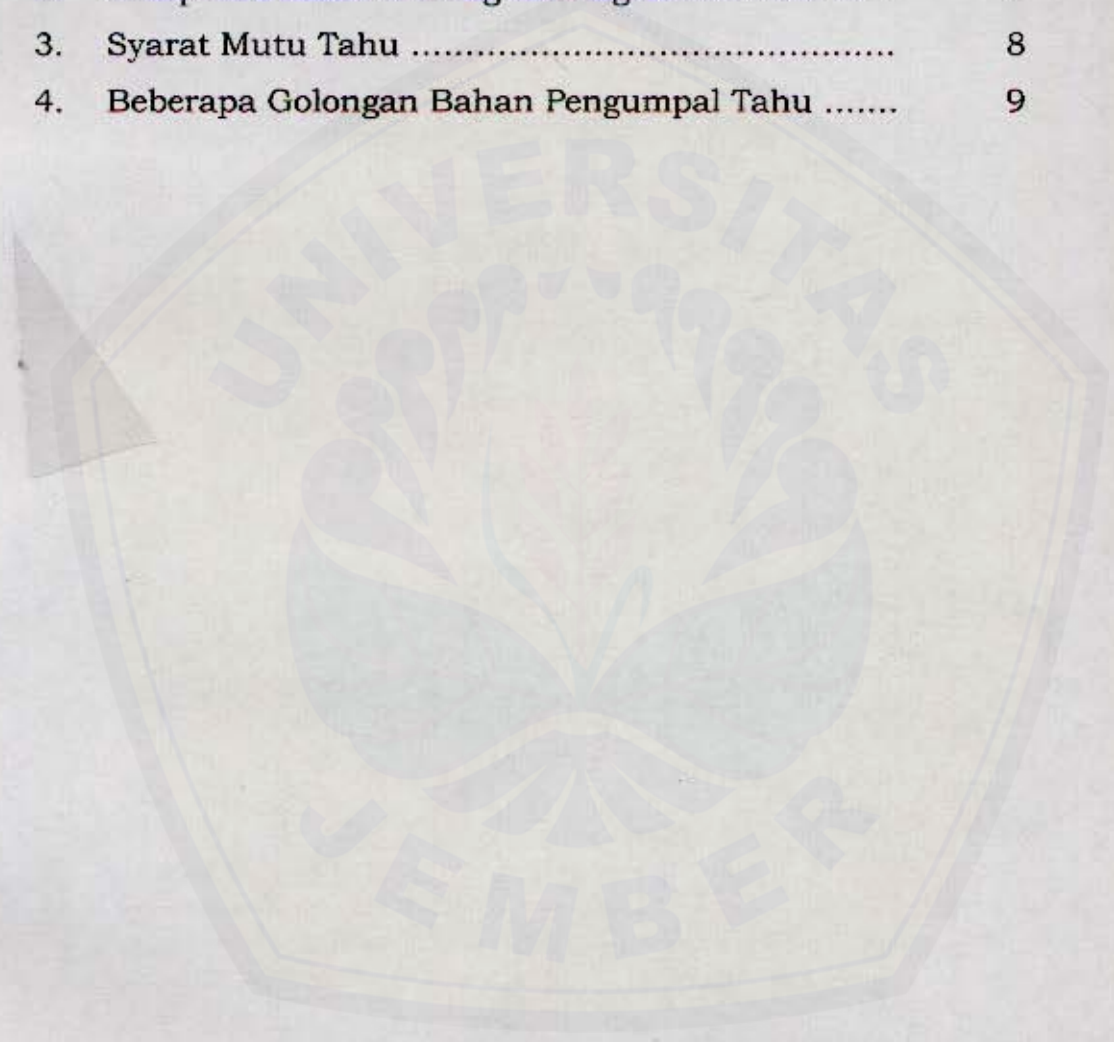 3. Syarat Mutu Tahu ............................................. 8
4. Beberapa Golongan Bahan Pengumpal Tahu ....... 9
UNIVERSITAS
JEMBER